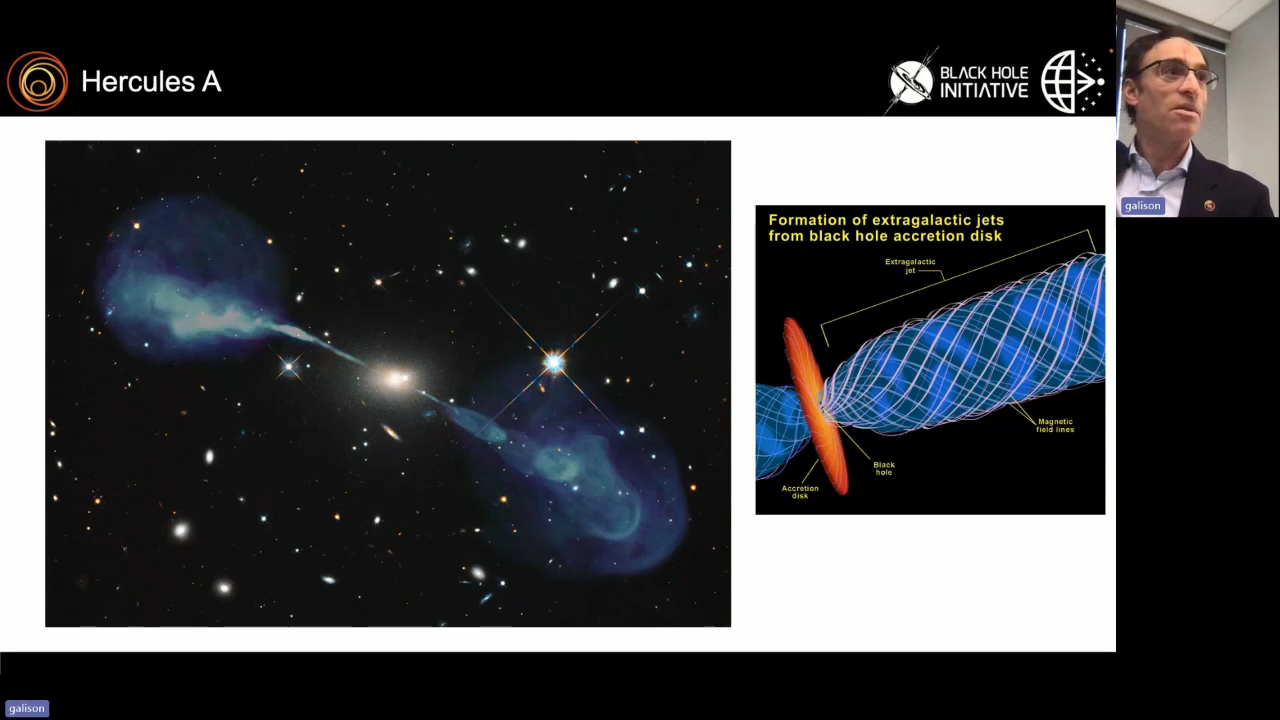 Hercules A
BLACK HOLE
INITIATIVE
galison
Formation of extragalactic jets
from black hole accretion disk
Extragalactic
jet
Magnetic
field lines
Black
hole
Accretion
disk
galison